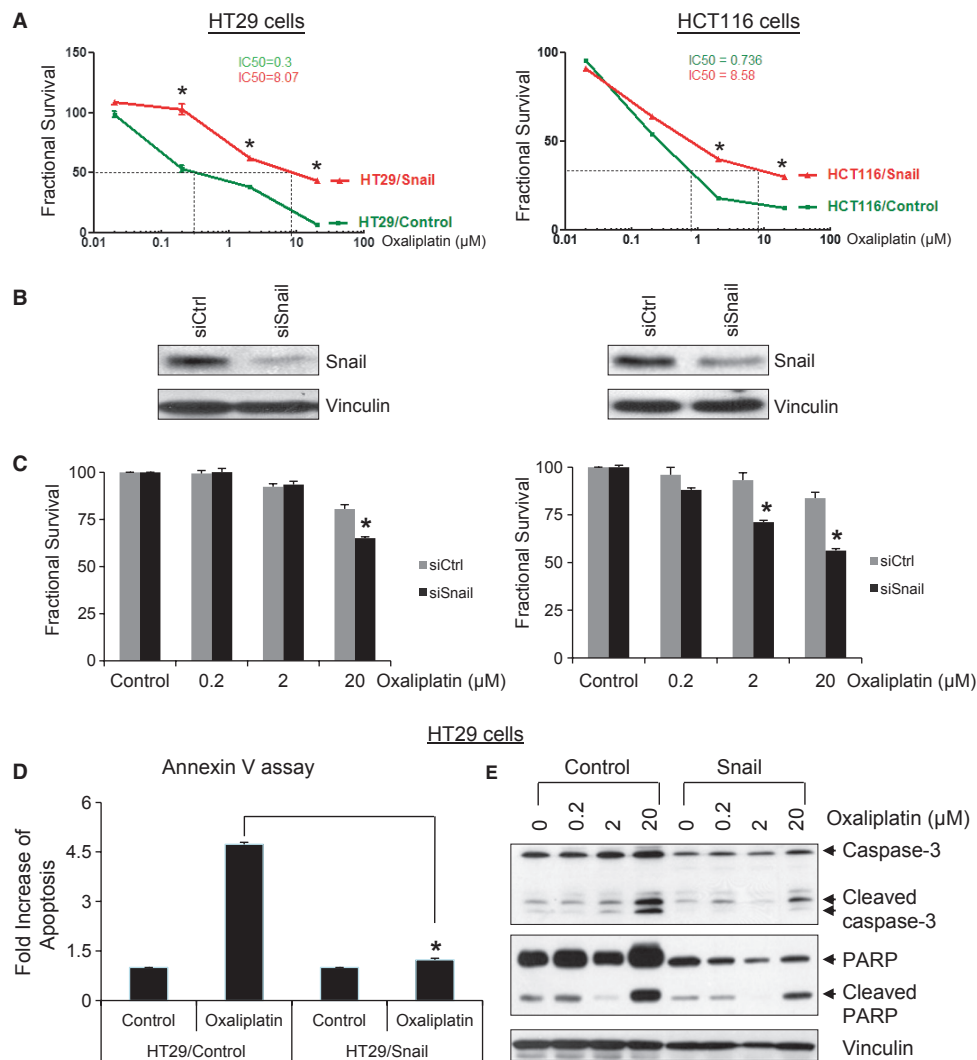 A
HT29 cells
HCT116 cells
Fractional Survival
150
100
50
0
0.01
0.1
1
10
100
Oxaliplatin (µM)
IC50=0.3
IC50=8.07
*
*
*
HT29/Snail
HT29/Control
Fractional Survival
100
50
0
0.01
0.1
1
10
100
Oxaliplatin (µM)
IC50 = 0.736
IC50 = 8.58
*
*
HCT116/Snail
HCT116/Control
B
siCtrl
siSnail
Snail
Vinculin
siCtrl
siSnail
Snail
Vinculin
C
Fractional Survival
100
75
50
25
0
*
siCtrl
siSnail
Control
0.2
2
20
Oxaliplatin (µM)
Fractional Survival
100
75
50
25
0
*
*
siCtrl
siSnail
Control
0.2
2
20
Oxaliplatin (µM)
HT29 cells
D
Annexin V assay
Fold Increase of
Apoptosis
6
4.5
3
1.5
0
*
Control
Oxaliplatin
Control
Oxaliplatin
HT29/Control
HT29/Snail
E
Control
Snail
0
0.2
2
20
0
0.2
2
20
Oxaliplatin (µM)
Caspase-3
Cleaved
caspase-3
PARP
Cleaved
PARP
Vinculin